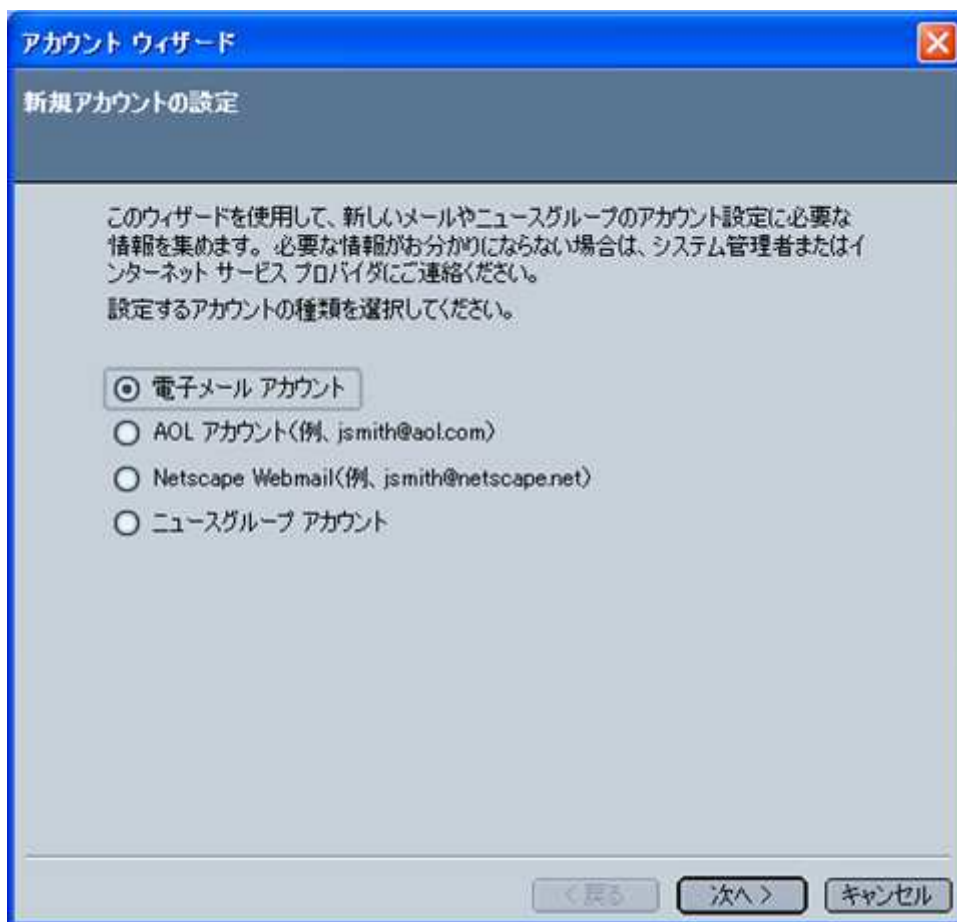 アカウント ウィザード
新規アカウントの設定
このウィザードを使用して、新しいメールやニュースグループのアカウント設定に必要な
情報を集めます。必要な情報がお分かりにならない場合は、システム管理者またはイ
ンターネット サービス プロバイダにご連絡ください。
設定するアカウントの種類を選択してください。
電子メール アカウント
AOL アカウント(例、jsmith@aol.com)
Netscape Webmail(例、jsmith@netscape.net)
ニュースグループ アカウント
< 戻る 次へ > キャンセル